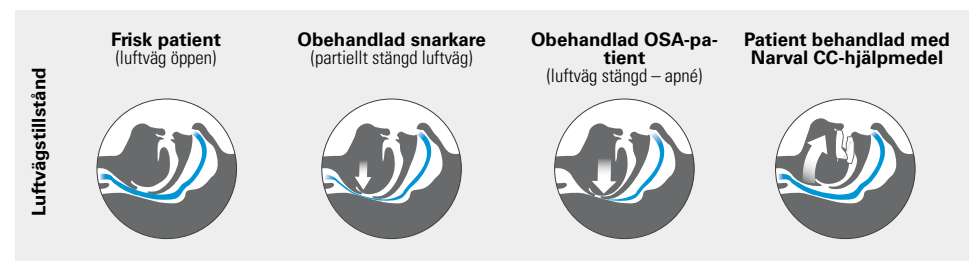 Luftvägstillstånd
Frisk patient
(luftväg öppen)
Obehandlad snarkare
(partiellt stängd luftväg)
Obehandlad OSA-pa-
tient
(luftväg stängd – apné)
Patient behandlad med
Narval CC-hjälpmedel